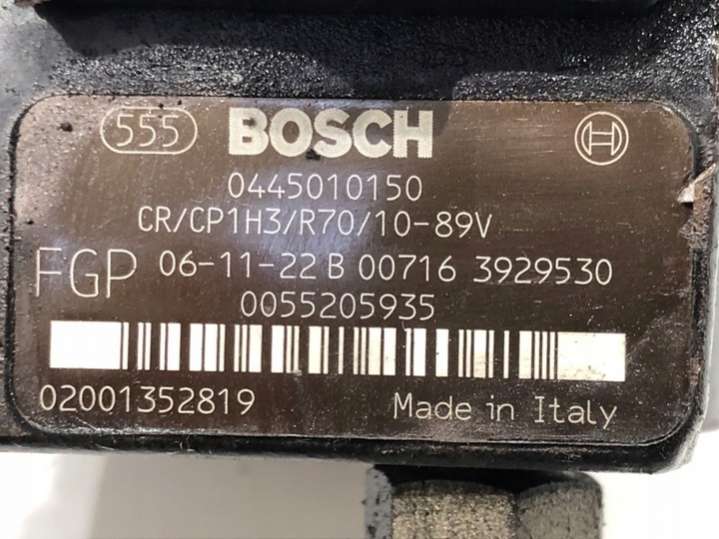 555 BOSCH
0445010150
CR/CP1H3/R70/10-89V
FGP 06-11-22 B 00716 3929530
0055205935
02001352819 Made in Italy